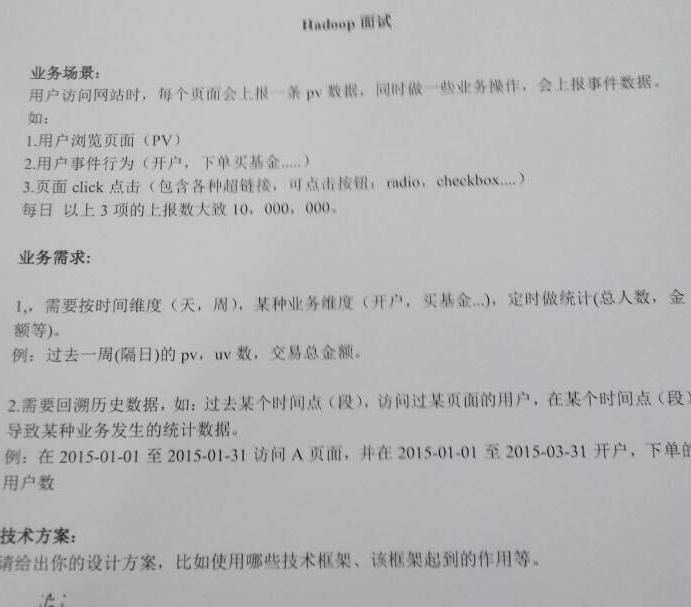 Hadoop 面试
业务场景：
用户访问网站时，每个页面会上报一条 pv 数据，同时做一些业务操作，会上报事件数据。
如：
1.用户浏览页面（PV）
2.用户事件行为（开户，下单买基金.....）
3.页面 click 点击（包含各种超链接，可点击按钮，radio，checkbox....）
每日 以上 3 项的上报数大致 10，000，000。
业务需求:
1,，需要按时间维度（天，周），某种业务维度（开户，买基金...)，定时做统计(总人数，金
额等)。
例：过去一周(隔日)的 pv，uv 数，交易总金额。
2.需要回溯历史数据，如：过去某个时间点（段），访问过某页面的用户，在某个时间点（段）
导致某种业务发生的统计数据。
例：在 2015-01-01 至 2015-01-31 访问 A 页面，并在 2015-01-01 至 2015-03-31 开户，下单的
用户数
技术方案：
请给出你的设计方案，比如使用哪些技术框架、该框架起到的作用等。